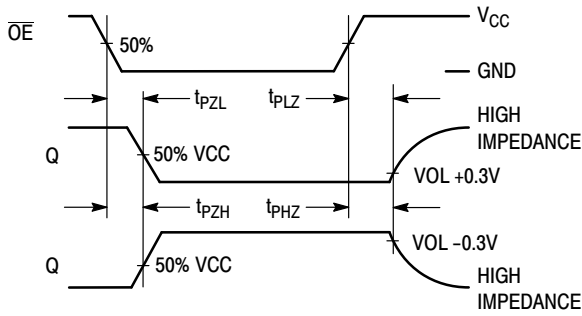 OE
50%
VCC
GND
tPZL
tPLZ
Q
50% VCC
HIGH
IMPEDANCE
VOL +0.3V
tPZH
tPHZ
Q
50% VCC
VOL −0.3V
HIGH
IMPEDANCE